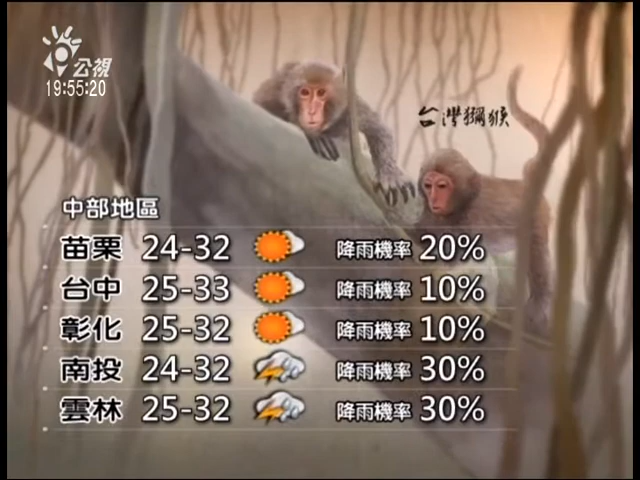 公視
19:55:20
台灣獼猴
中部地區
苗栗 24-32 降雨機率 20%
台中 25-33 降雨機率 10%
彰化 25-32 降雨機率 10%
南投 24-32 降雨機率 30%
雲林 25-32 降雨機率 30%